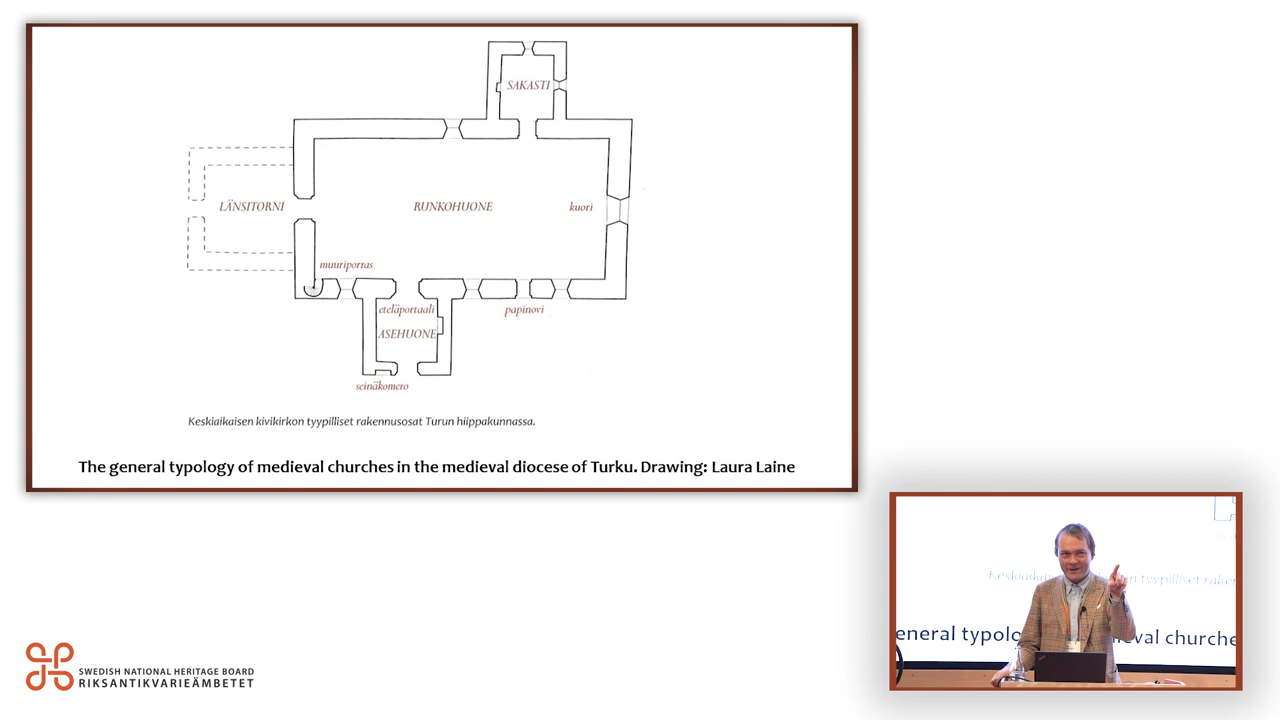 SAKASTI
LÄNSITORNI
RUNKOHUONE
kuori
muuriporras
eteläportaali
papinovi
ASEHUONE
seinäkomero
Keskiaikaisen kivikirkon tyypilliset rakennusosat Turun hiippakunnassa.
The general typology of medieval churches in the medieval diocese of Turku. Drawing: Laura Laine
SWEDISH NATIONAL HERITAGE BOARD
RIKSANTIKVARIEÄMBETET